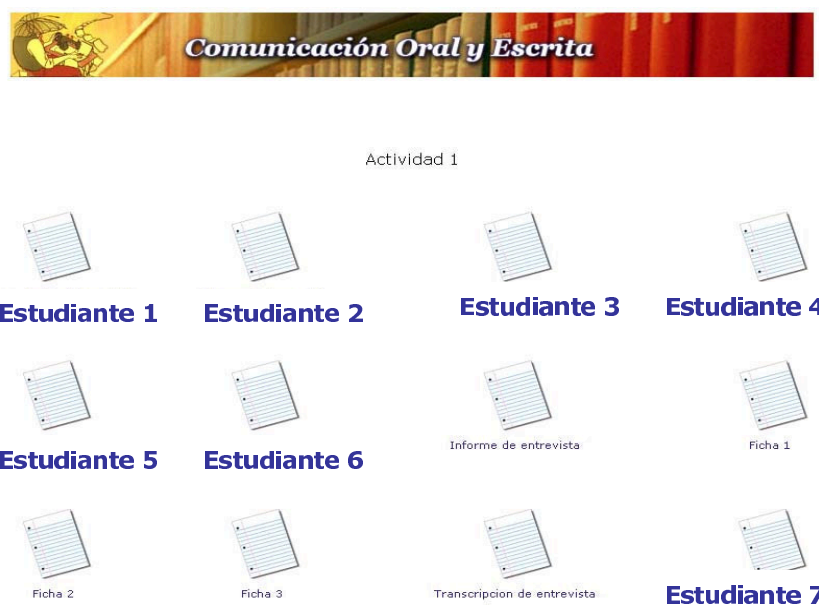 Comunicación Oral y Escrita
Actividad 1
Estudiante 1
Estudiante 2
Estudiante 3
Estudiante 4
Estudiante 5
Estudiante 6
Informe de entrevista
Ficha 1
Ficha 2
Ficha 3
Transcripcion de entrevista
Estudiante 7